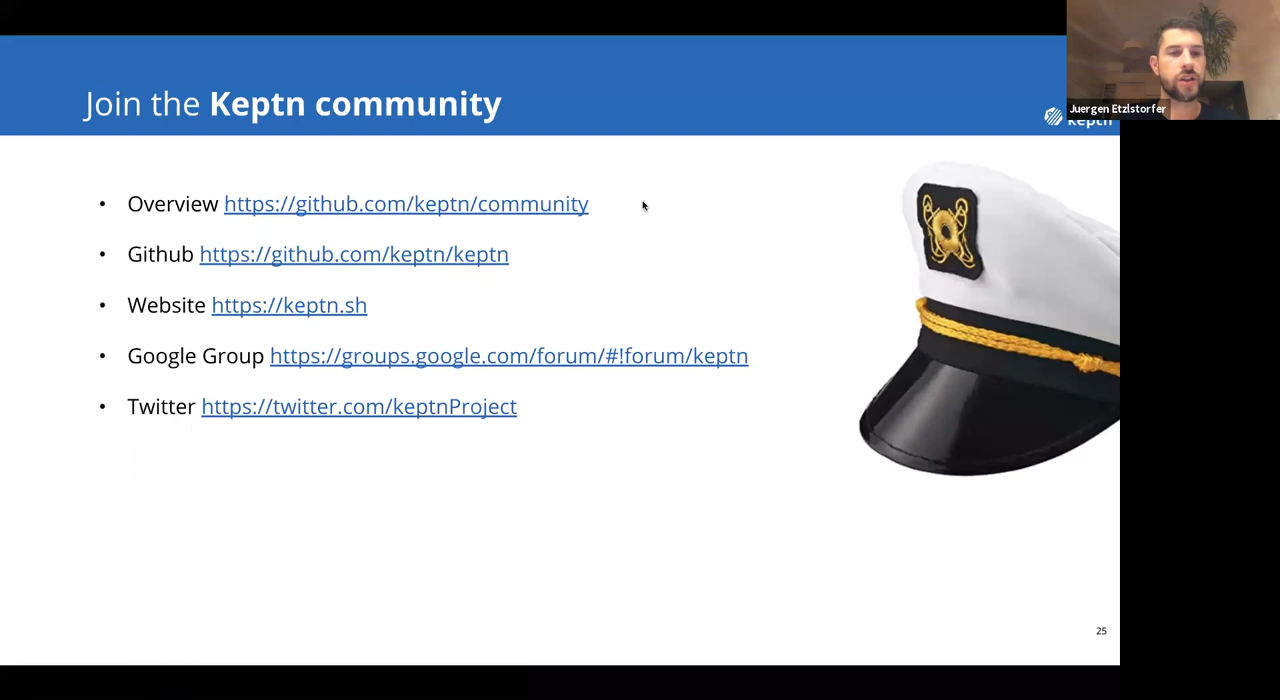 Join the Keptn community
Juergen Etzlstorfer
keptn
• Overview https://github.com/keptn/community
• Github https://github.com/keptn/keptn
• Website https://keptn.sh
• Google Group https://groups.google.com/forum/#!forum/keptn
• Twitter https://twitter.com/keptnProject
25